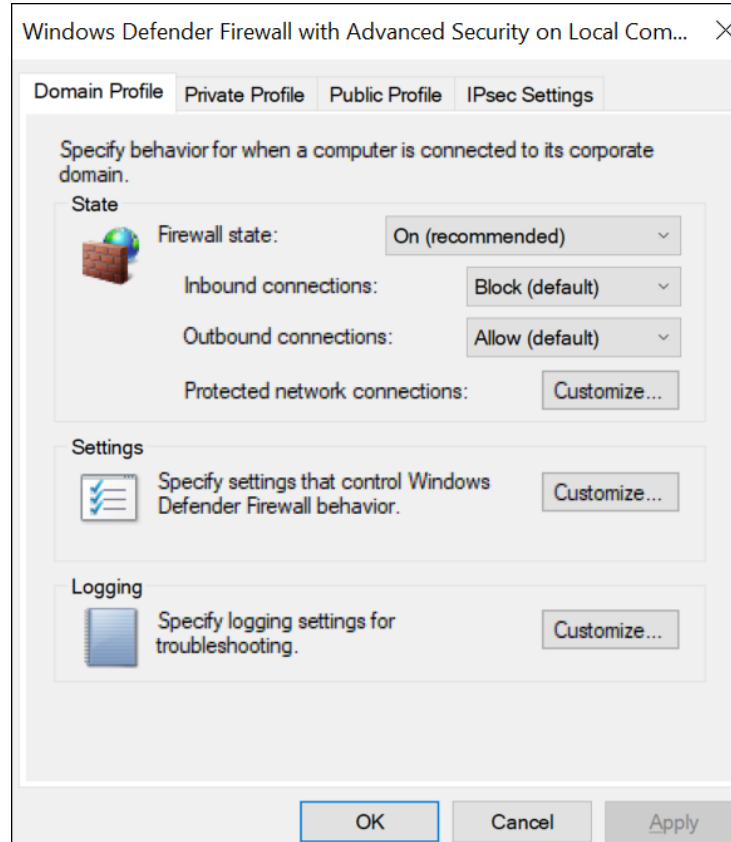 Windows Defender Firewall with Advanced Security on Local Com...
Domain Profile Private Profile Public Profile IPsec Settings
Specify behavior for when a computer is connected to its corporate
domain.
State
Firewall state: On (recommended)
Inbound connections: Block (default)
Outbound connections: Allow (default)
Protected network connections: Customize...
Settings
Specify settings that control Windows
Defender Firewall behavior.
Customize...
Logging
Specify logging settings for
troubleshooting.
Customize...
OK Cancel Apply